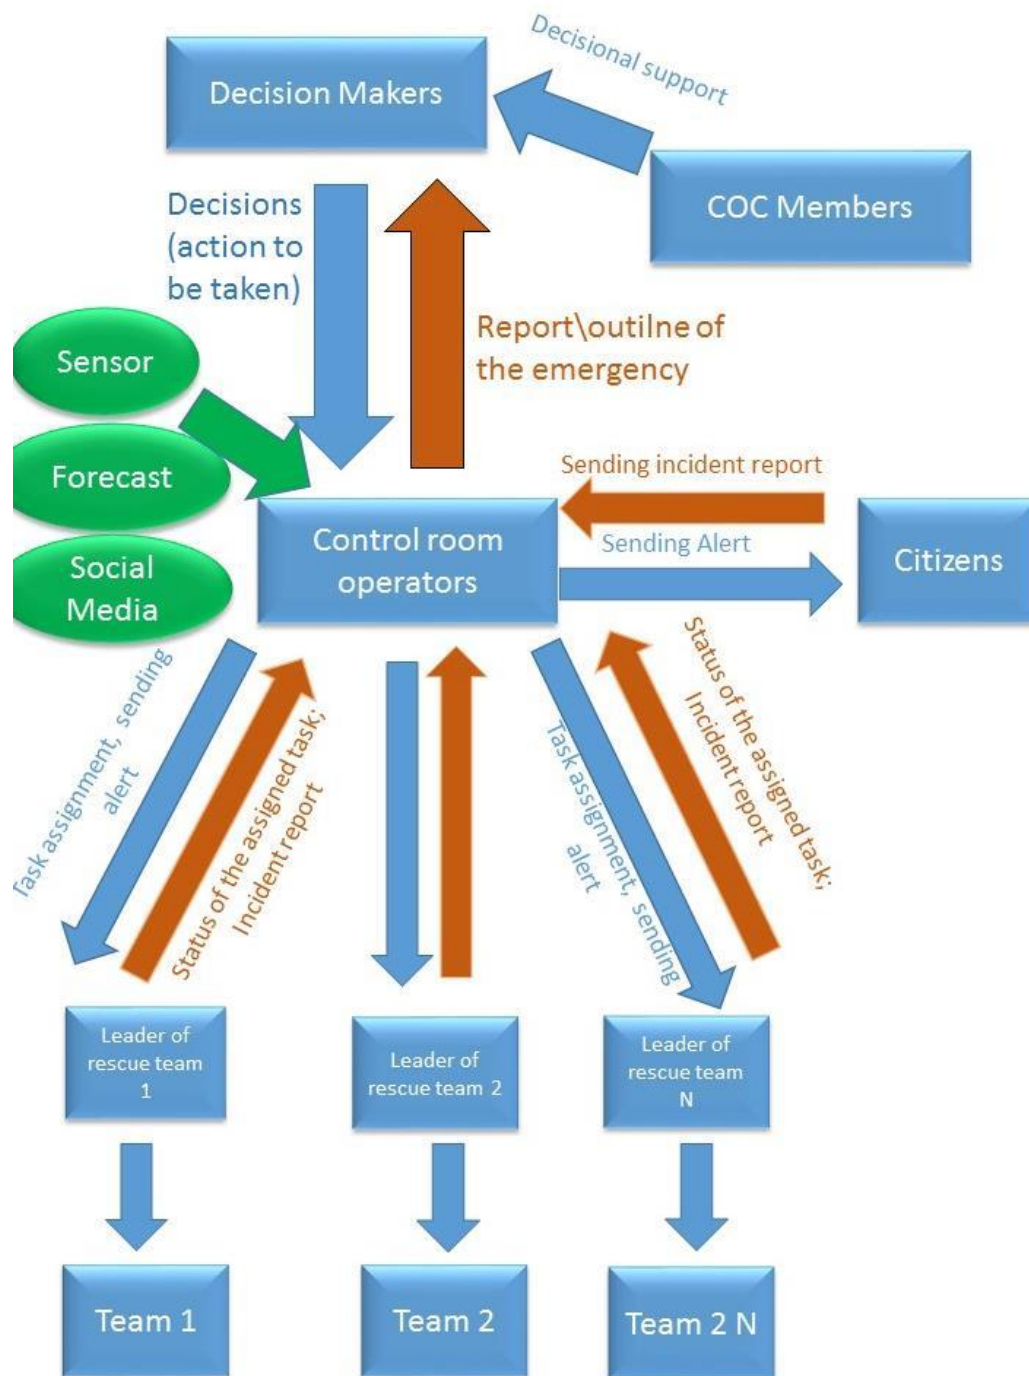 Decisional support
Decision Makers
COC Members
Decisions
(action to
be taken)
Report\outilne of
the emergency
Sensor
Forecast
Social
Media
Sending incident report
Control room
operators
Sending Alert
Citizens
Task assignment, sending
alert
Status of the assigned task;
Incident report
Task assignment, sending
alert
Status of the assigned task;
Incident report
Leader of
rescue team
1
Leader of
rescue team 2
Leader of
rescue team
N
Team 1
Team 2
Team 2 N